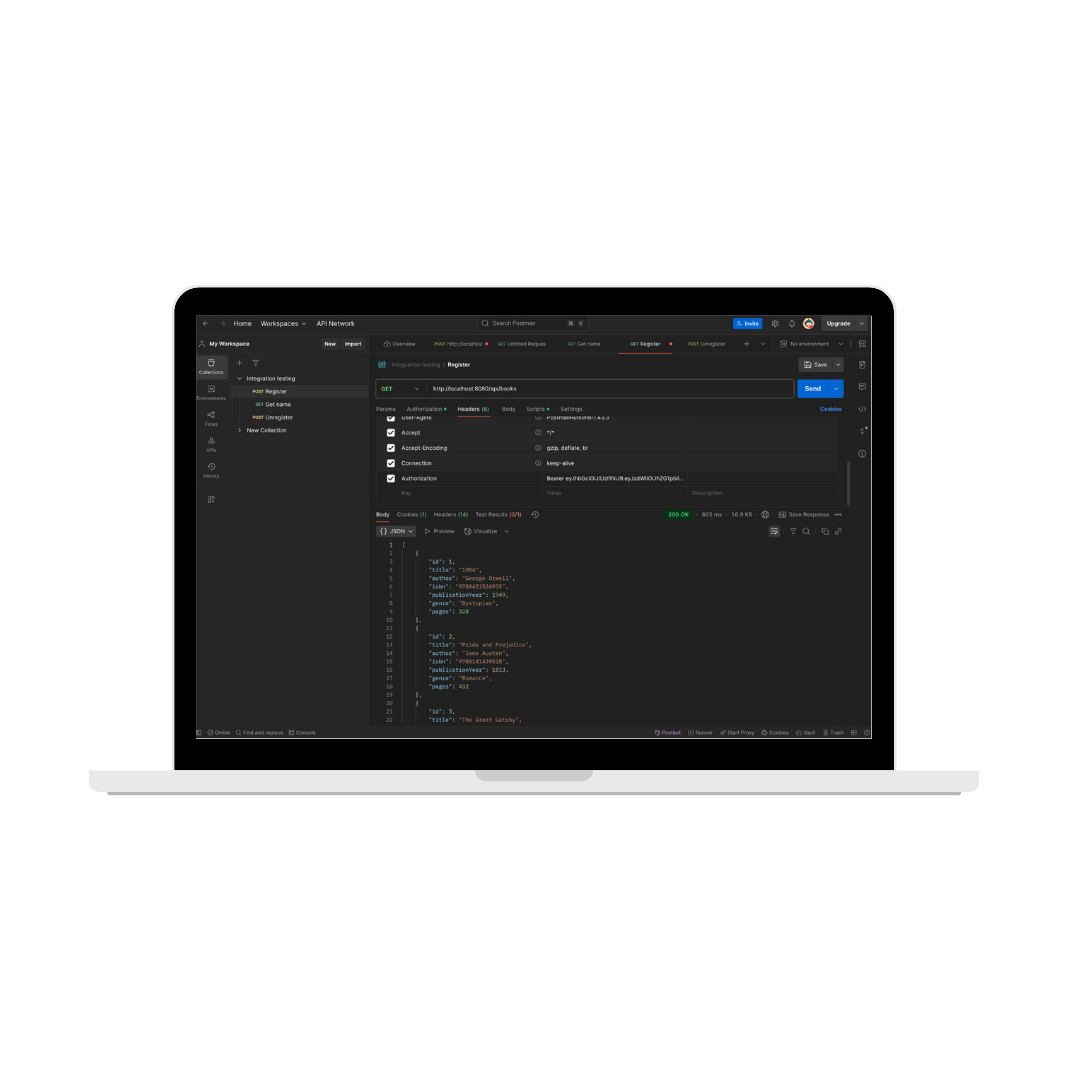 Home Workspaces API Network Search Postman ⌘ K Invite Upgrade
My Workspace New Import Overview POST http://localhos GET Untitled Reques GET Get name GET Register POST Unregister No environment
Collections
Environments
Flows
APIs
History
Integration testing
POST Register
GET Get name
POST Unregister
New Collection
Integration testing / Register Save
GET http://localhost:8080/api/books Send
Params Authorization Headers (8) Body Scripts Settings Cookies
User-Agent PostmanRuntime/7.43.3
Accept */*
Accept-Encoding gzip, deflate, br
Connection keep-alive
Key Value Description
Body Cookies (1) Headers (14) Test Results (0/1) 200 OK 805 ms 16.9 KB Save Response
{} JSON Preview Visualize
1 [
2 {
3 "id": 1,
4 "title": "1984",
5 "author": "George Orwell",
6 "isbn": "9780451524935",
7 "publicationYear": 1949,
8 "genre": "Dystopian",
9 "pages": 328
10 },
11 {
12 "id": 2,
13 "title": "Pride and Prejudice",
14 "author": "Jane Austen",
15 "isbn": "9780141439518",
16 "publicationYear": 1813,
17 "genre": "Romance",
18 "pages": 432
19 },
20 {
21 "id": 3,
22 "title": "The Great Gatsby",
Online Find and replace Console Postbot Runner Start Proxy Cookies Vault Trash